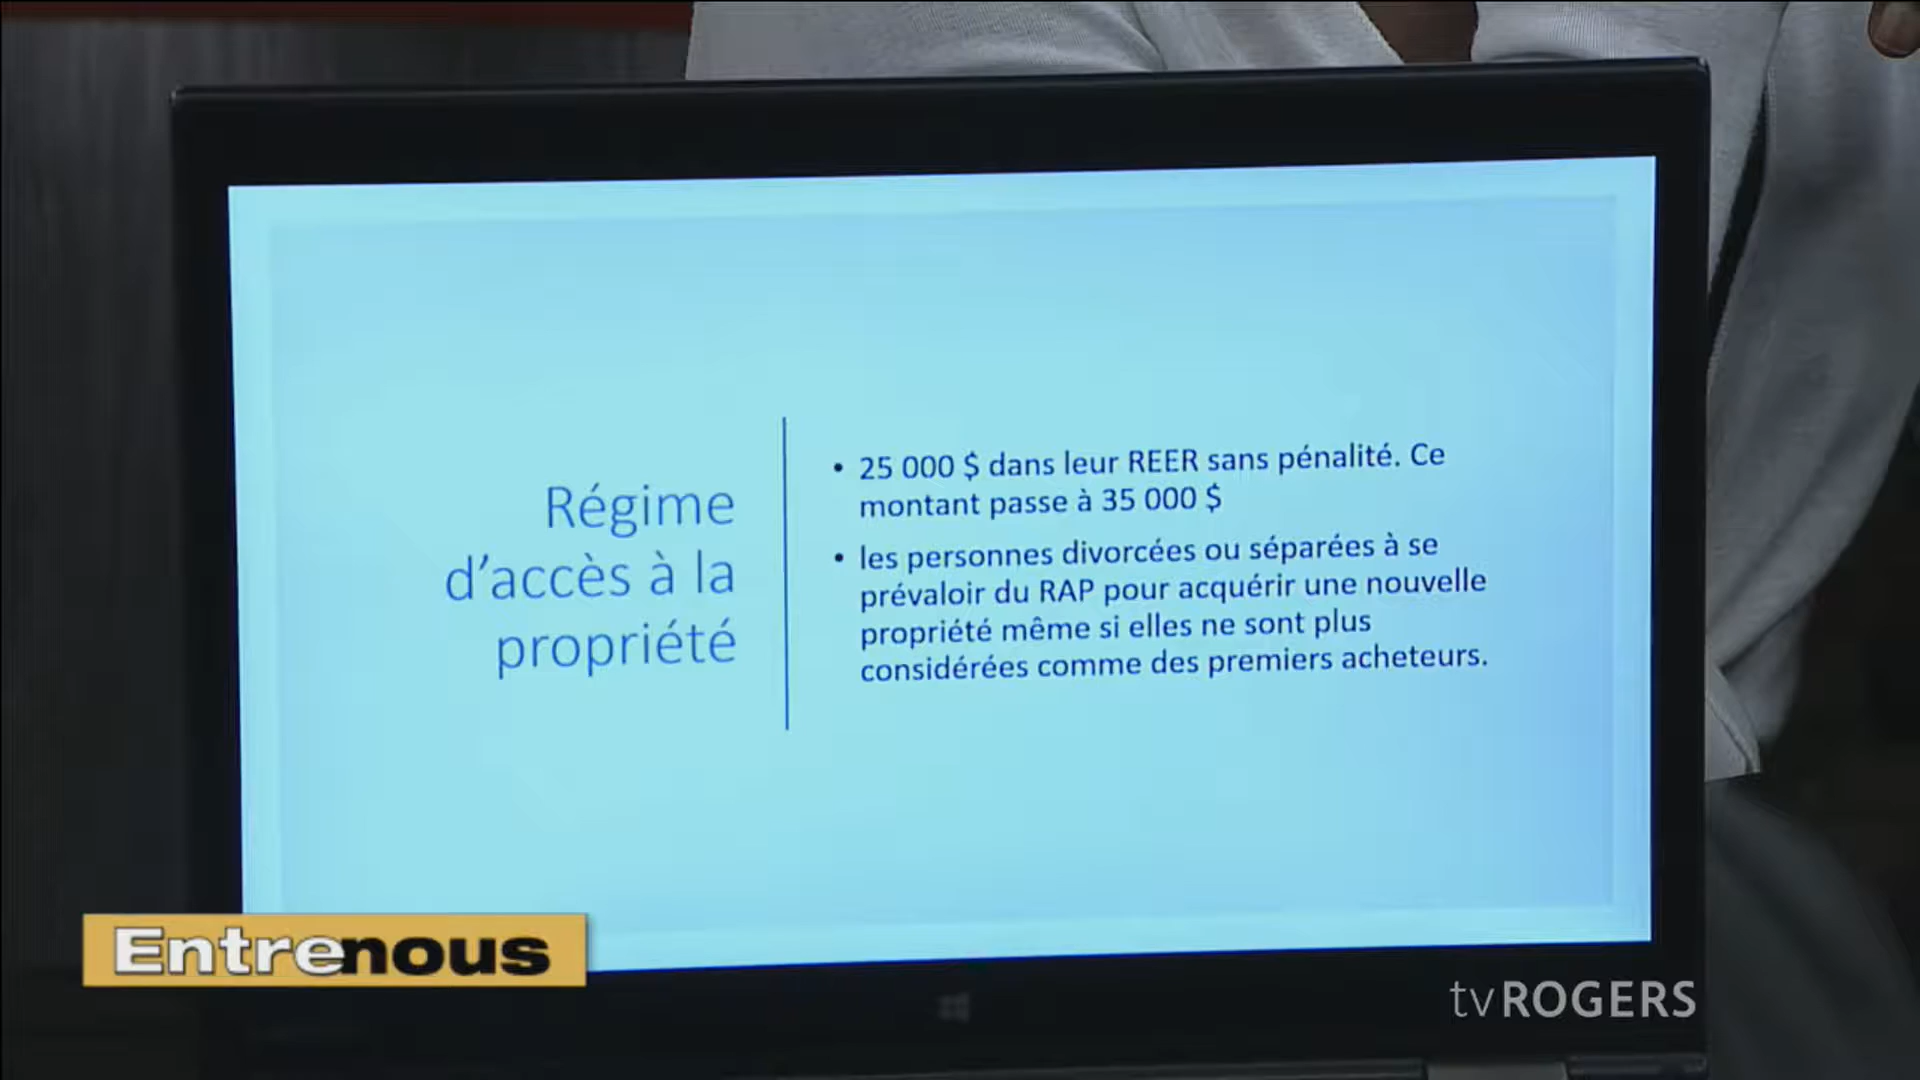 Régime
d'accès à la
propriété
• 25 000 $ dans leur REER sans pénalité. Ce
montant passe à 35 000 $
• les personnes divorcées ou séparées à se
prévaloir du RAP pour acquérir une nouvelle
propriété même si elles ne sont plus
considérées comme des premiers acheteurs.
Entrenous
tvROGERS